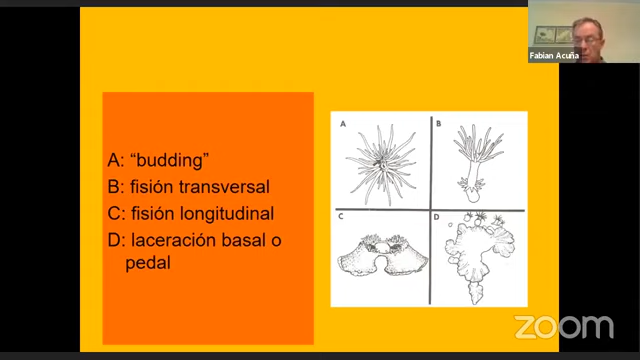 Fabian Acuña
A: “budding”
B: fisión transversal
C: fisión longitudinal
D: laceración basal o
pedal
A
B
C
D
zoom